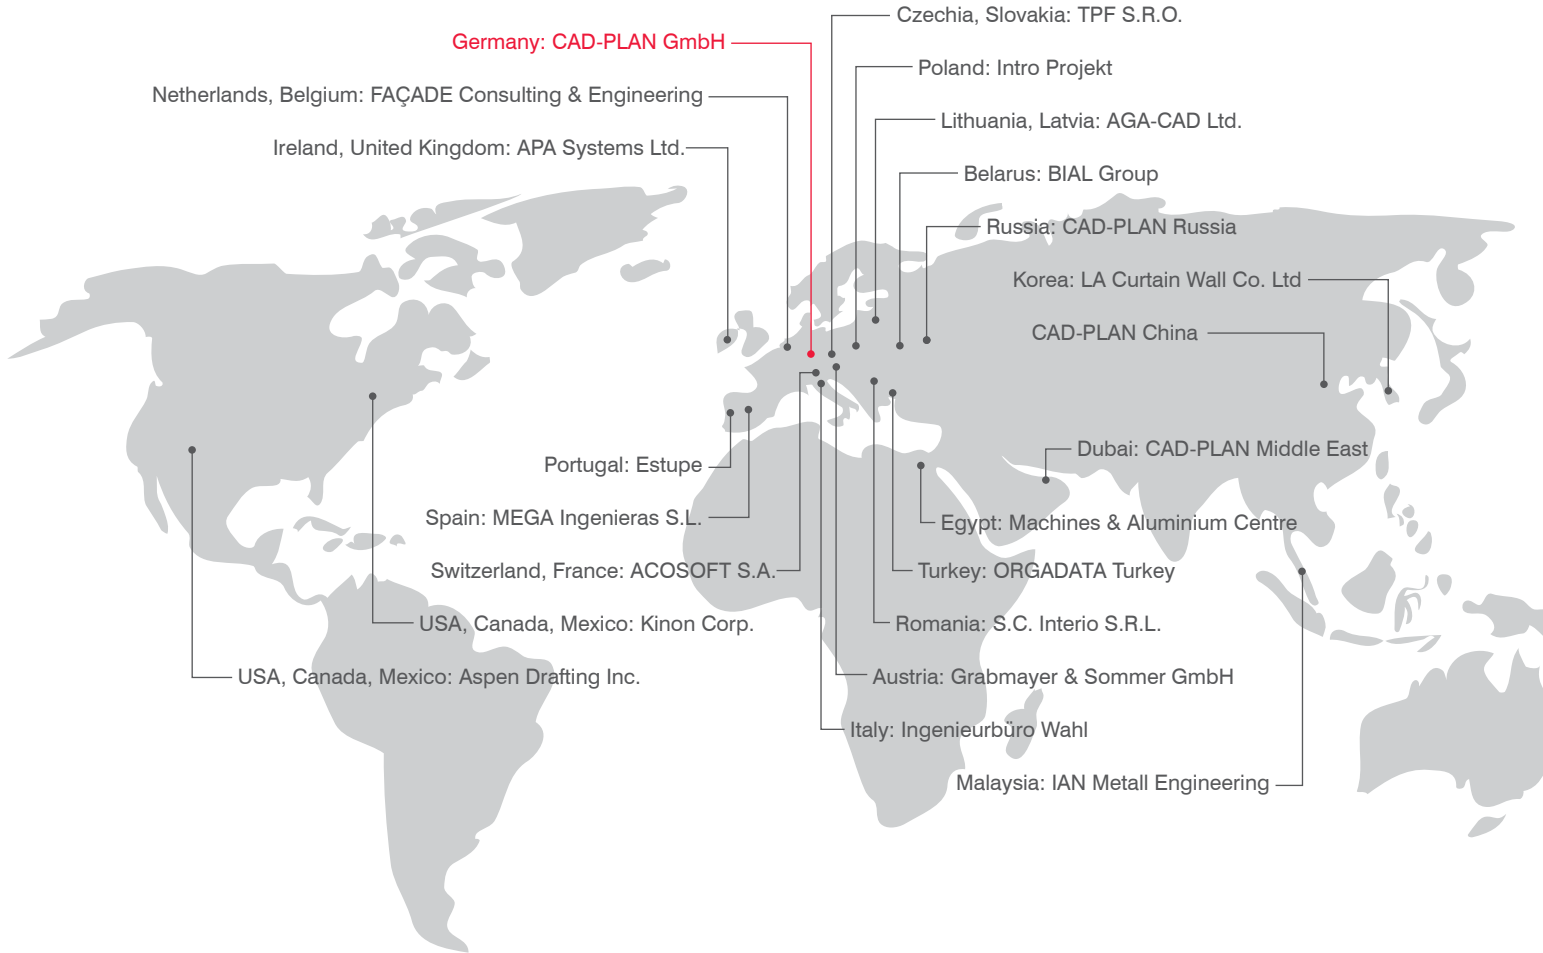 Czechia, Slovakia: TPF S.R.O.
Germany: CAD-PLAN GmbH
Poland: Intro Projekt
Netherlands, Belgium: FAÇADE Consulting & Engineering
Lithuania, Latvia: AGA-CAD Ltd.
Ireland, United Kingdom: APA Systems Ltd.
Belarus: BIAL Group
Russia: CAD-PLAN Russia
Korea: LA Curtain Wall Co. Ltd
CAD-PLAN China
Dubai: CAD-PLAN Middle East
Portugal: Estupe
Spain: MEGA Ingenieras S.L.
Egypt: Machines & Aluminium Centre
Switzerland, France: ACOSOFT S.A.
Turkey: ORGADATA Turkey
USA, Canada, Mexico: Kinon Corp.
Romania: S.C. Interio S.R.L.
USA, Canada, Mexico: Aspen Drafting Inc.
Austria: Grabmayer & Sommer GmbH
Italy: Ingenieurbüro Wahl
Malaysia: IAN Metall Engineering